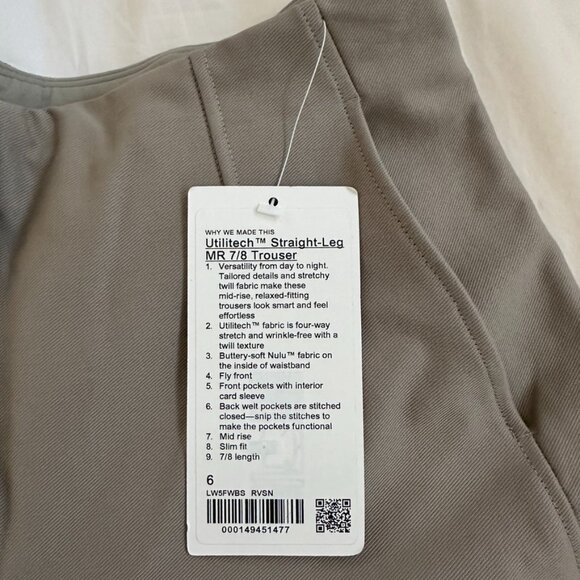 WHY WE MADE THIS
Utilitech™ Straight-Leg
MR 7/8 Trouser
1. Versatility from day to night.
Tailored details and stretchy
twill fabric make these
mid-rise, relaxed-fitting
trousers look smart and feel
effortless
2. Utilitech™ fabric is four-way
stretch and wrinkle-free with a
twill texture
3. Buttery-soft Nulu™ fabric on
the inside of waistband
4. Fly front
5. Front pockets with interior
card sleeve
6. Back welt pockets are stitched
closed—snip the stitches to
make the pockets functional
7. Mid rise
8. Slim fit
9. 7/8 length
6
LW5FWBS RVSN
000149451477